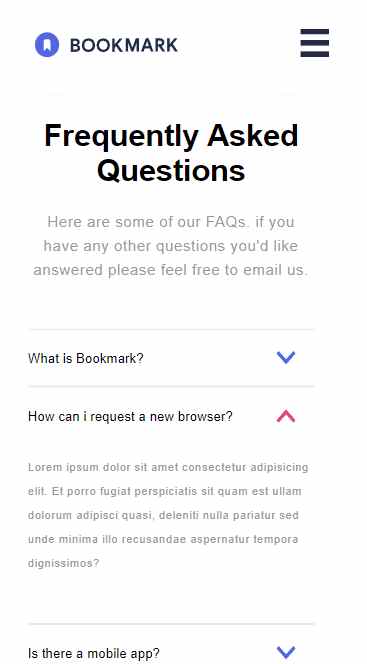 BOOKMARK
Frequently Asked
Questions
Here are some of our FAQs. if you
have any other questions you'd like
answered please feel free to email us.
What is Bookmark?
How can i request a new browser?
Lorem ipsum dolor sit amet consectetur adipisicing
elit. Et porro fugiat perspiciatis sit quam est ullam
dolorum adipisci quasi, deleniti nulla pariatur sed
unde minima illo recusandae aspernatur tempora
dignissimos?
Is there a mobile app?